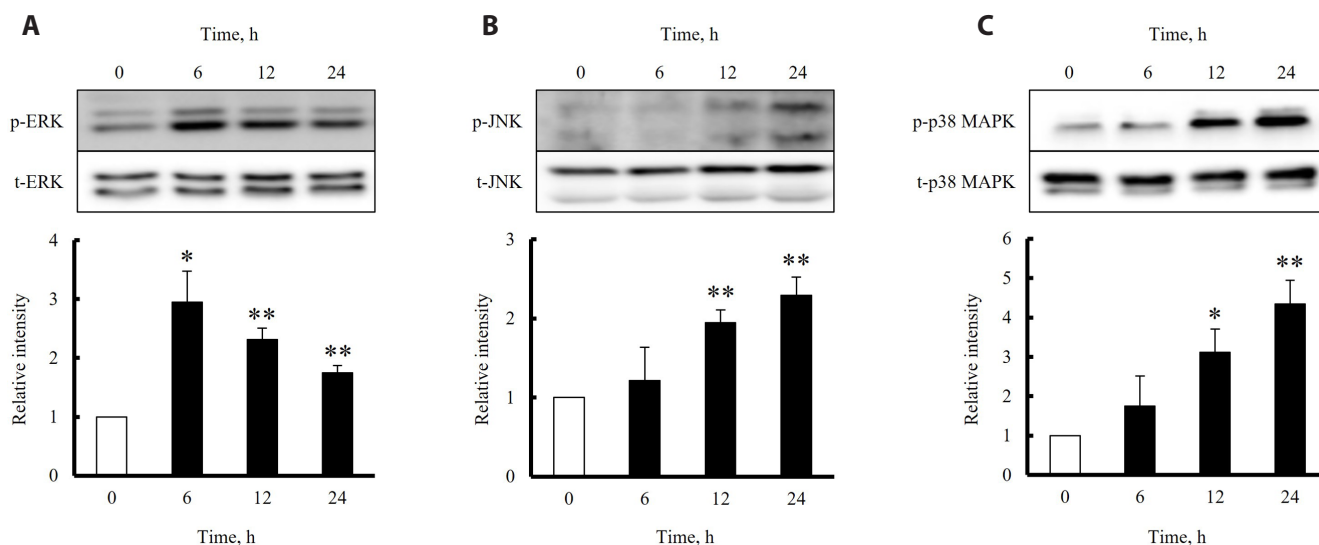 A
Time, h
0 6 12 24
p-ERK
t-ERK
4
3
2
1
0
Relative intensity
*
**
**
0 6 12 24
Time, h
B
Time, h
0 6 12 24
p-JNK
t-JNK
3
2
1
0
Relative intensity
**
**
0 6 12 24
Time, h
C
Time, h
0 6 12 24
p-p38 MAPK
t-p38 MAPK
6
5
4
3
2
1
0
Relative intensity
*
**
0 6 12 24
Time, h